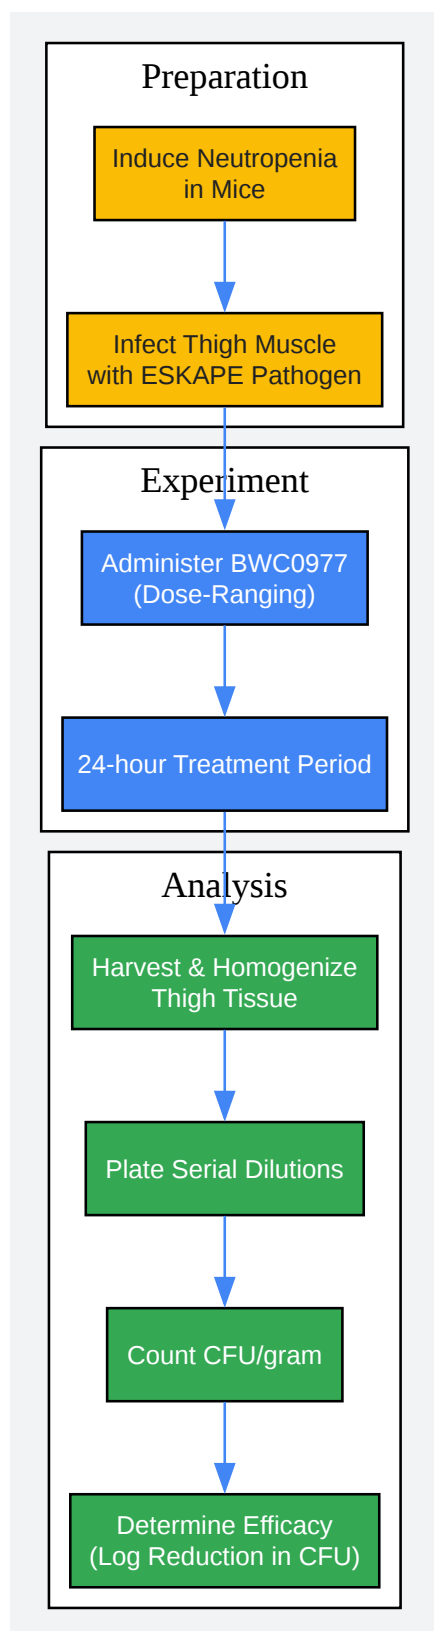 Preparation
Induce Neutropenia
in Mice
Infect Thigh Muscle
with ESKAPE Pathogen
Experiment
Administer BWC0977
(Dose-Ranging)
24-hour Treatment Period
Analysis
Harvest & Homogenize
Thigh Tissue
Plate Serial Dilutions
Count CFU/gram
Determine Efficacy
(Log Reduction in CFU)